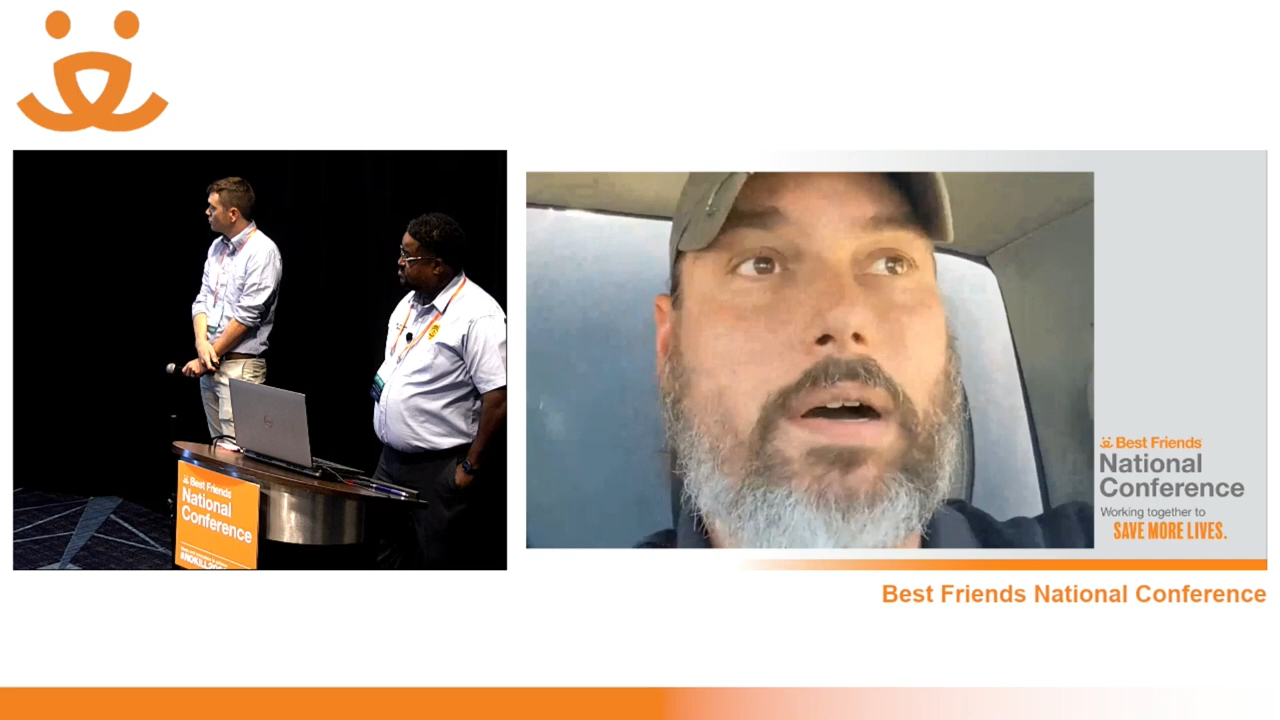 Best Friends
National
Conference
Best Friends
National
Conference
Working together to
SAVE MORE LIVES.
Best Friends National Conference